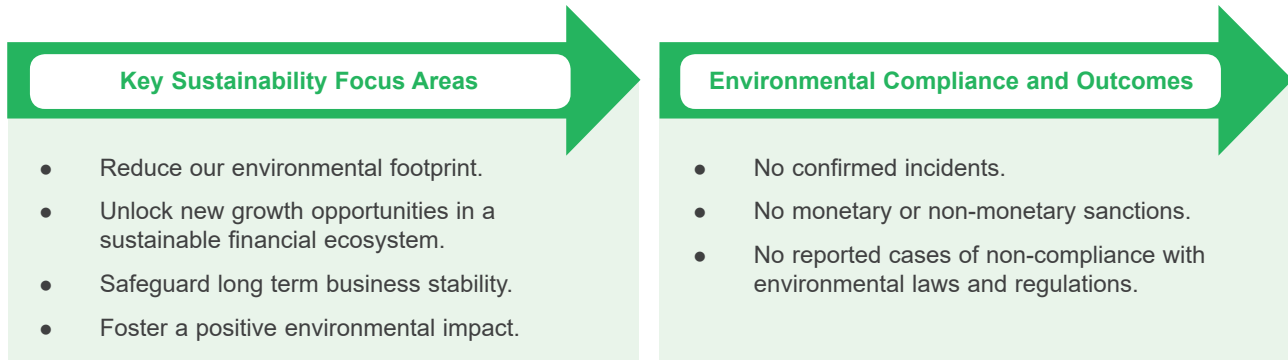 Key Sustainability Focus Areas
● Reduce our environmental footprint.
● Unlock new growth opportunities in a
sustainable financial ecosystem.
● Safeguard long term business stability.
● Foster a positive environmental impact.
Environmental Compliance and Outcomes
● No confirmed incidents.
● No monetary or non-monetary sanctions.
● No reported cases of non-compliance with
environmental laws and regulations.